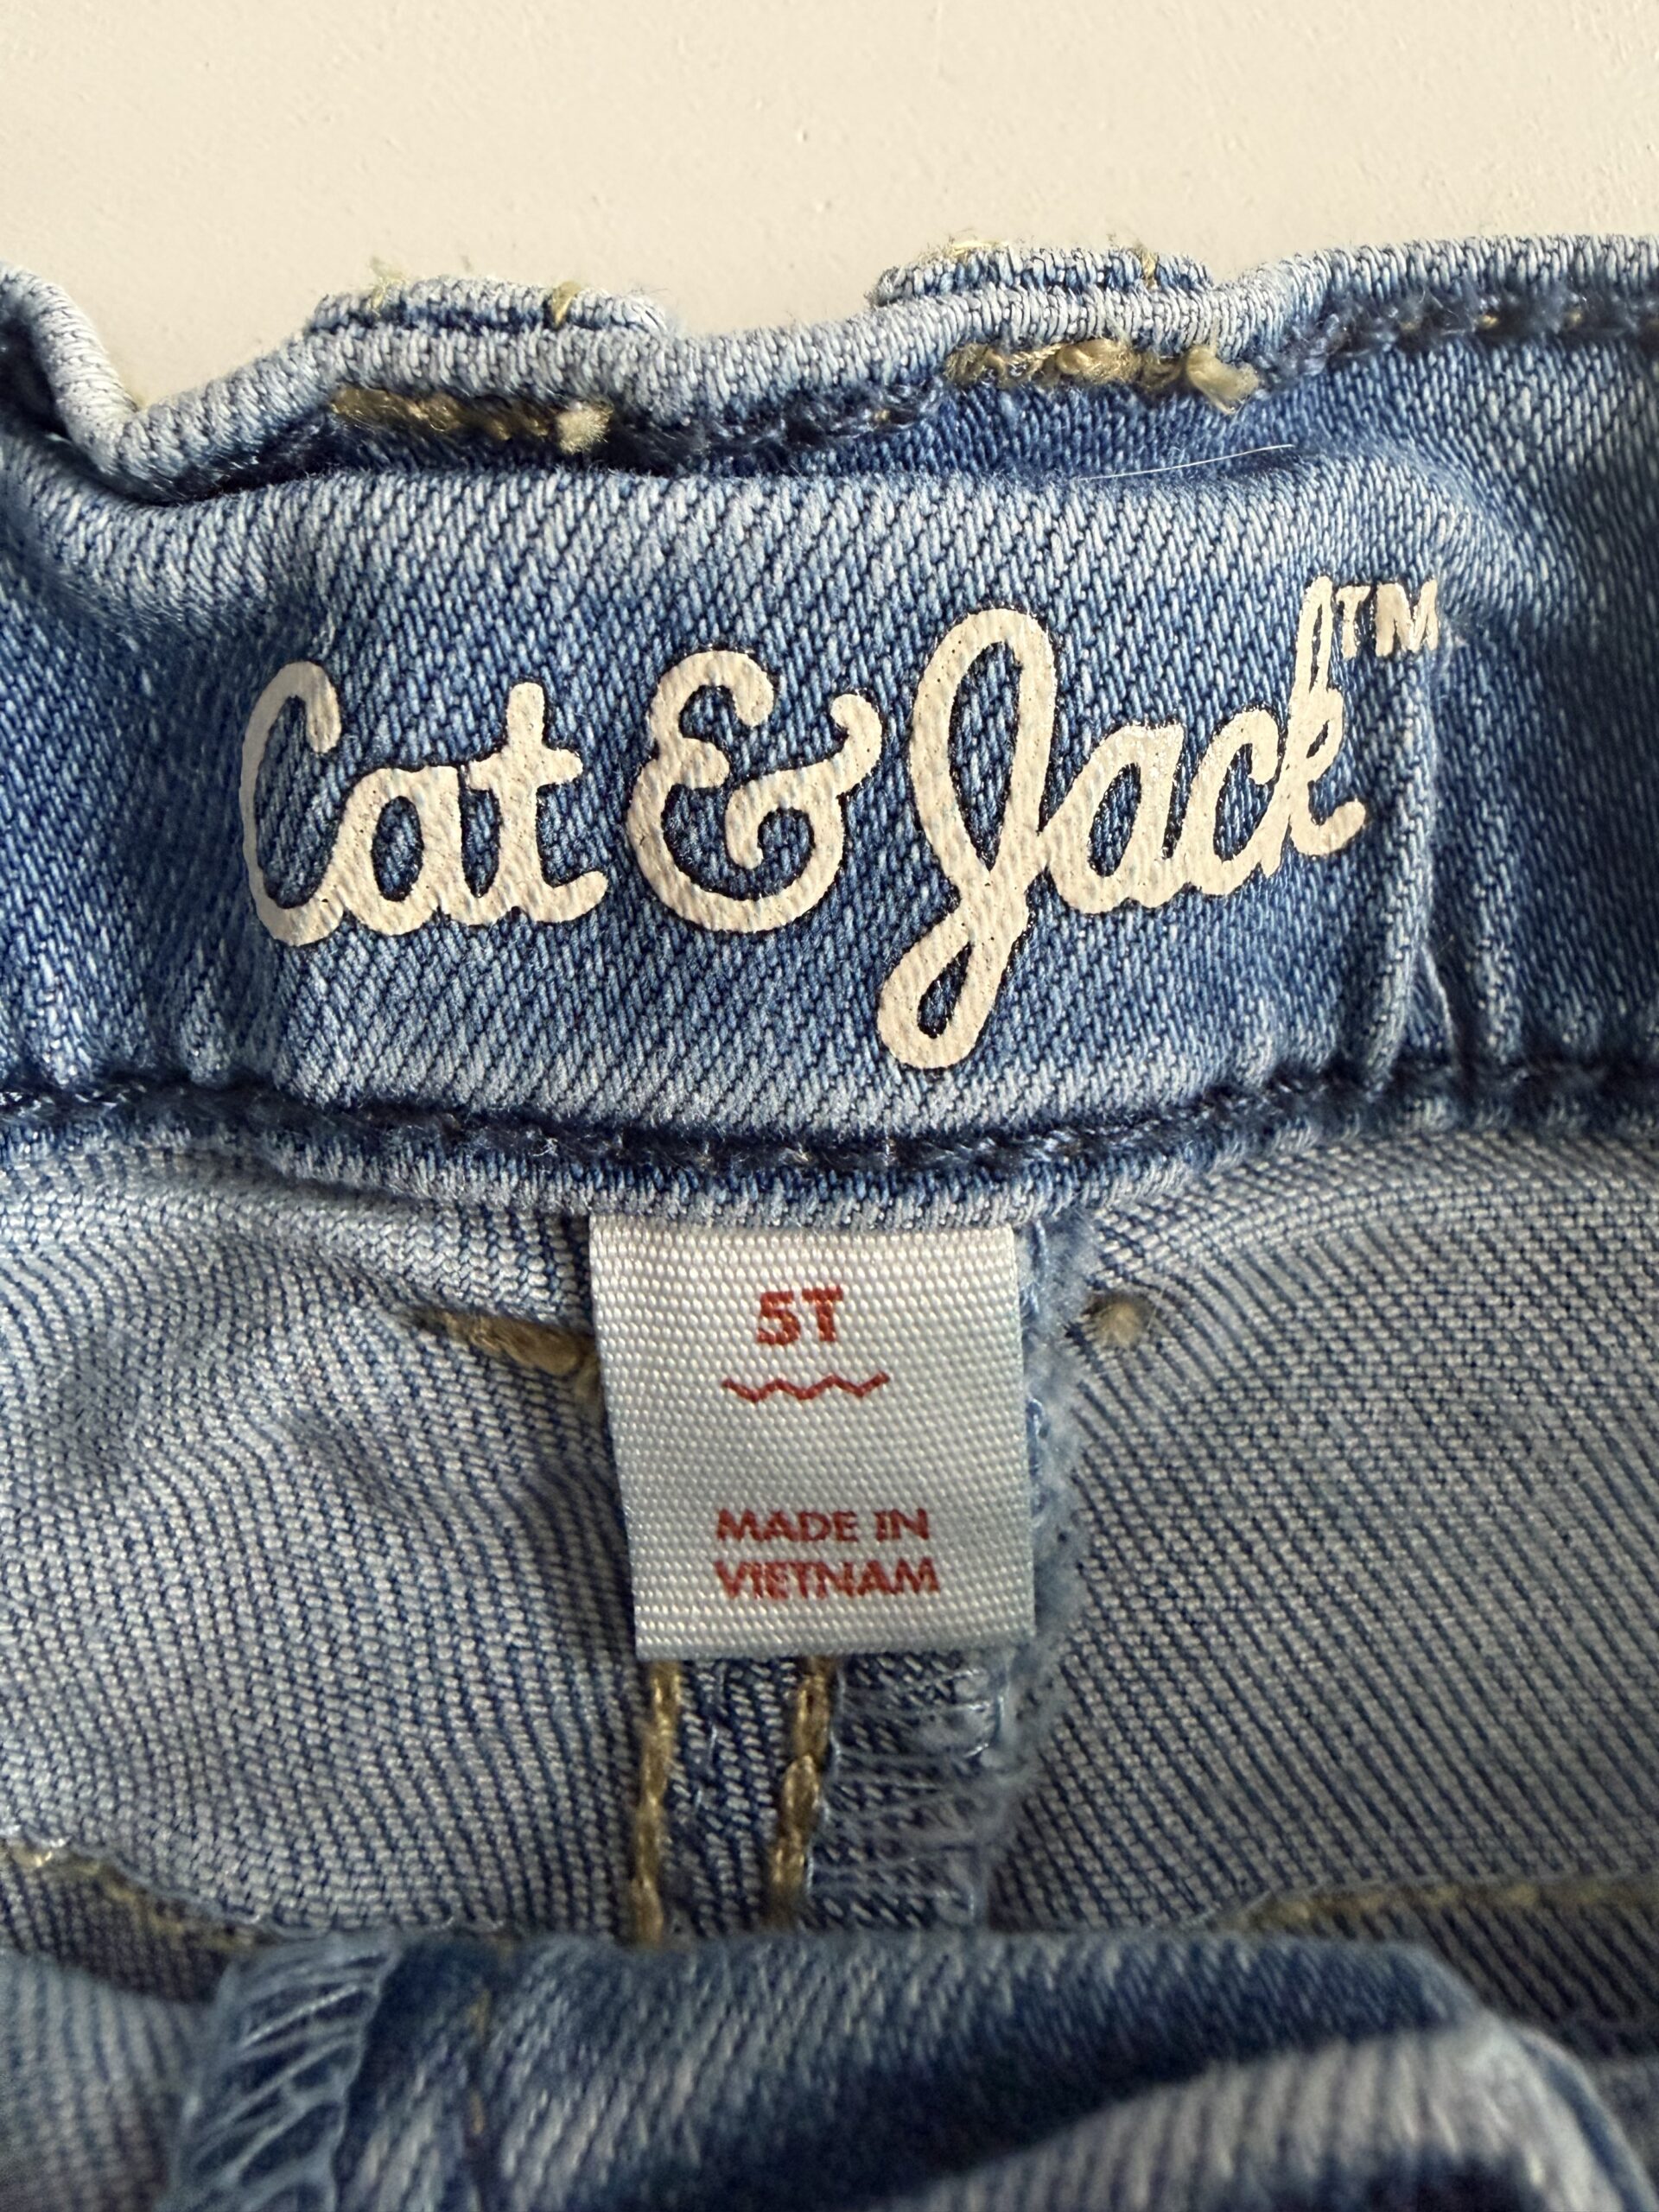 Cat & Jack™
5T
MADE IN
VIETNAM